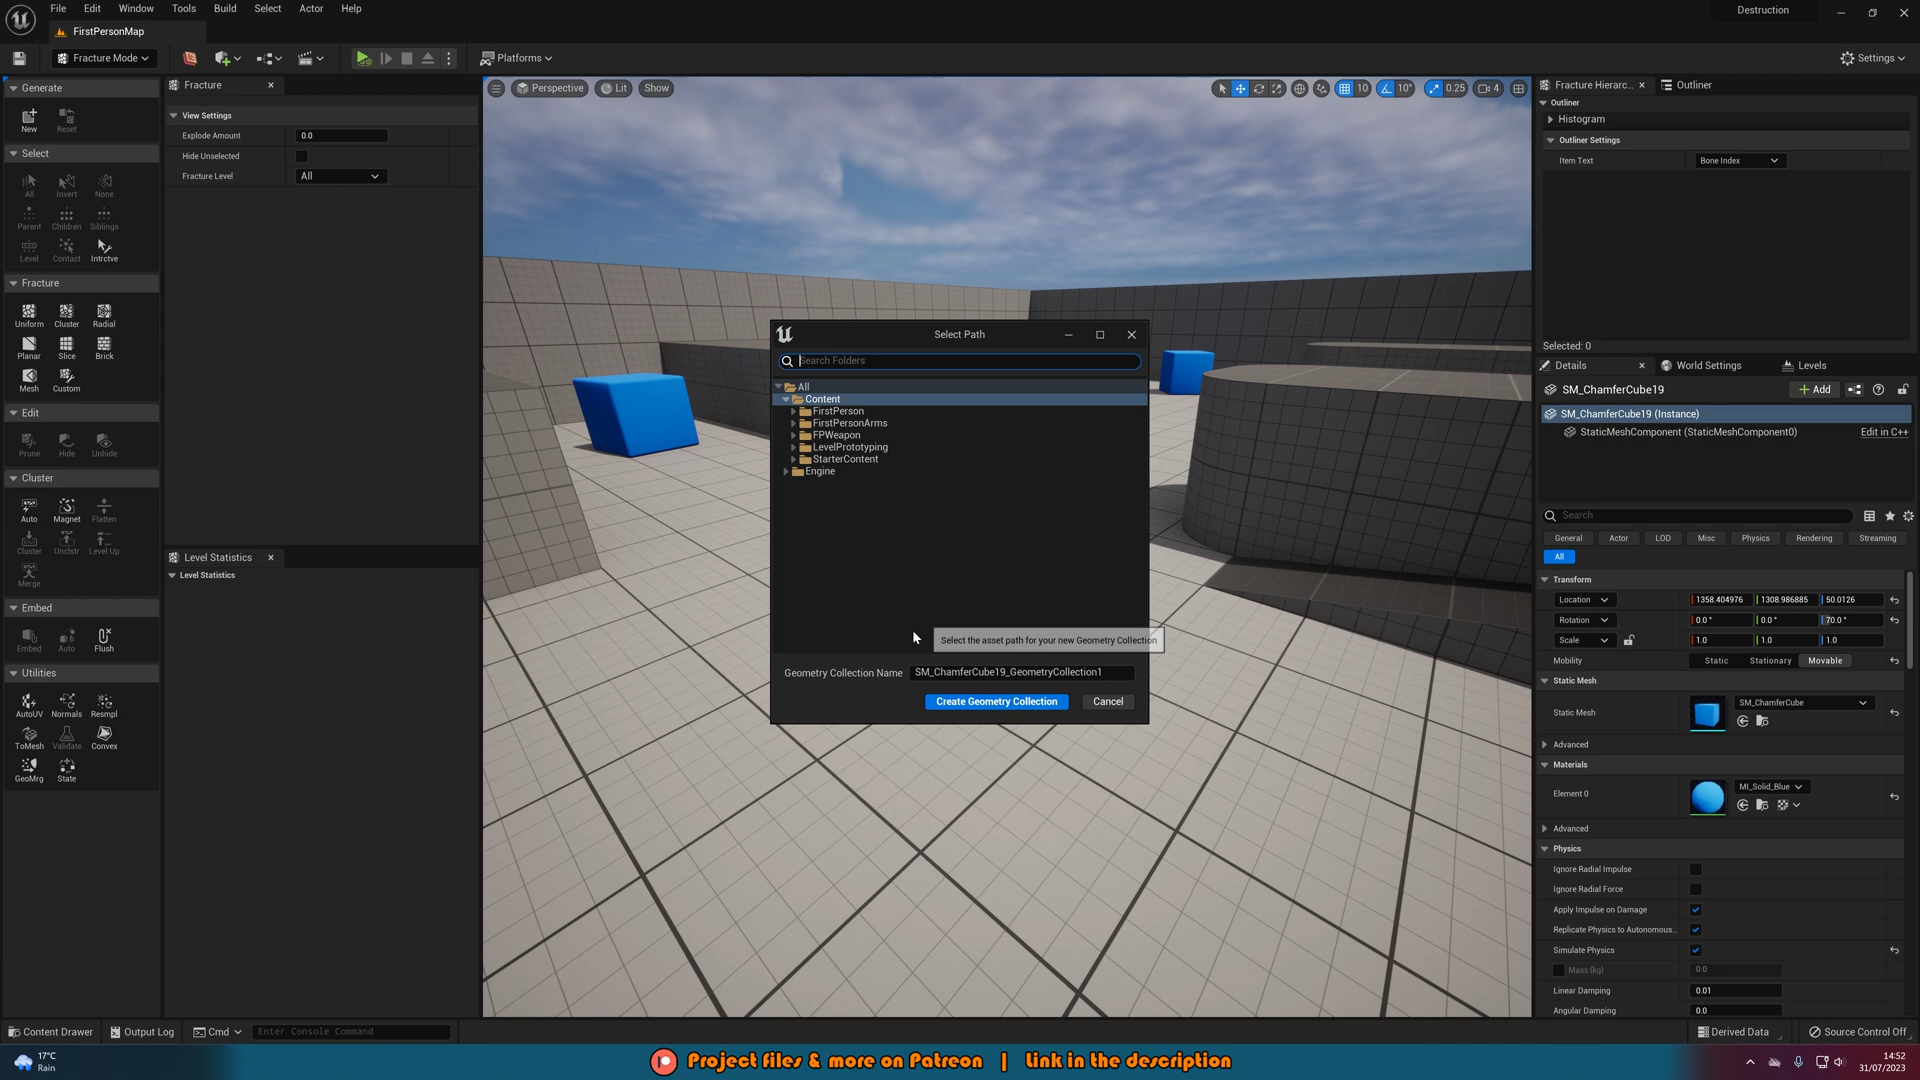 File Edit Window Tools Build Select Actor Help
Destruction
FirstPersonMap
Fracture Mode
Platforms
Settings
Generate
New Reset
Select
All Invert None
Parent Children Siblings
Level Contact Intrctve
Fracture
Uniform Cluster Radial
Planar Slice Brick
Mesh Custom
Edit
Prune Hide Unhide
Cluster
Auto Magnet Flatten
Cluster Unclstr Level Up
Merge
Embed
Embed Auto Flush
Utilities
AutoUV Normals Resmpl
ToMesh Validate Convex
GeoMrg State
Fracture
View Settings
Explode Amount 0.0
Hide Unselected
Fracture Level All
Level Statistics
Level Statistics
Perspective Lit Show
10 10° 0.25 4
Select Path
Search Folders
All
Content
FirstPerson
FirstPersonArms
FPWeapon
LevelPrototyping
StarterContent
Engine
Select the asset path for your new Geometry Collection
Geometry Collection Name SM_ChamferCube19_GeometryCollection1
Create Geometry Collection Cancel
Fracture Hierarc... Outliner
Outliner
Histogram
Outliner Settings
Item Text Bone Index
Selected: 0
Details World Settings Levels
SM_ChamferCube19 Add
SM_ChamferCube19 (Instance)
StaticMeshComponent (StaticMeshComponent0) Edit in C++
Search
General Actor LOD Misc Physics Rendering Streaming
All
Transform
Location 1358.404976 1308.986885 50.0126
Rotation 0.0 ° 0.0 ° 70.0 °
Scale 1.0 1.0 1.0
Mobility Static Stationary Movable
Static Mesh
Static Mesh SM_ChamferCube
Advanced
Materials
Element 0 MI_Solid_Blue
Advanced
Physics
Ignore Radial Impulse
Ignore Radial Force
Apply Impulse on Damage
Replicate Physics to Autonomous...
Simulate Physics
Mass (kg) 0.0
Linear Damping 0.01
Angular Damping 0.0
Content Drawer Output Log Cmd Enter Console Command
Derived Data Source Control Off
17°C
Rain
Project files & more on Patreon | Link in the description
14:52
31/07/2023